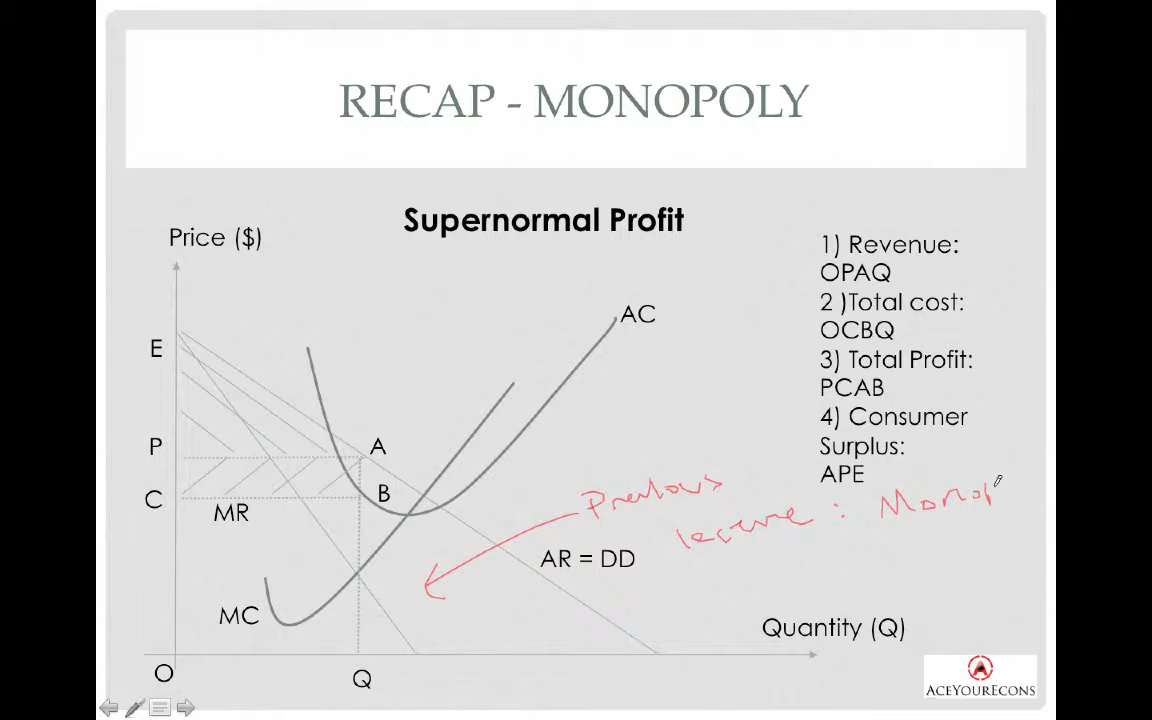 RECAP - MONOPOLY
Supernormal Profit
Price ($)
1) Revenue:
OPAQ
2 )Total cost:
OCBQ
3) Total Profit:
PCAB
4) Consumer
Surplus:
APE
AC
E
P
A
C
B
MR
Previous
lecture : Monop
AR = DD
MC
Quantity (Q)
O
Q
A
ACEYOURECONS